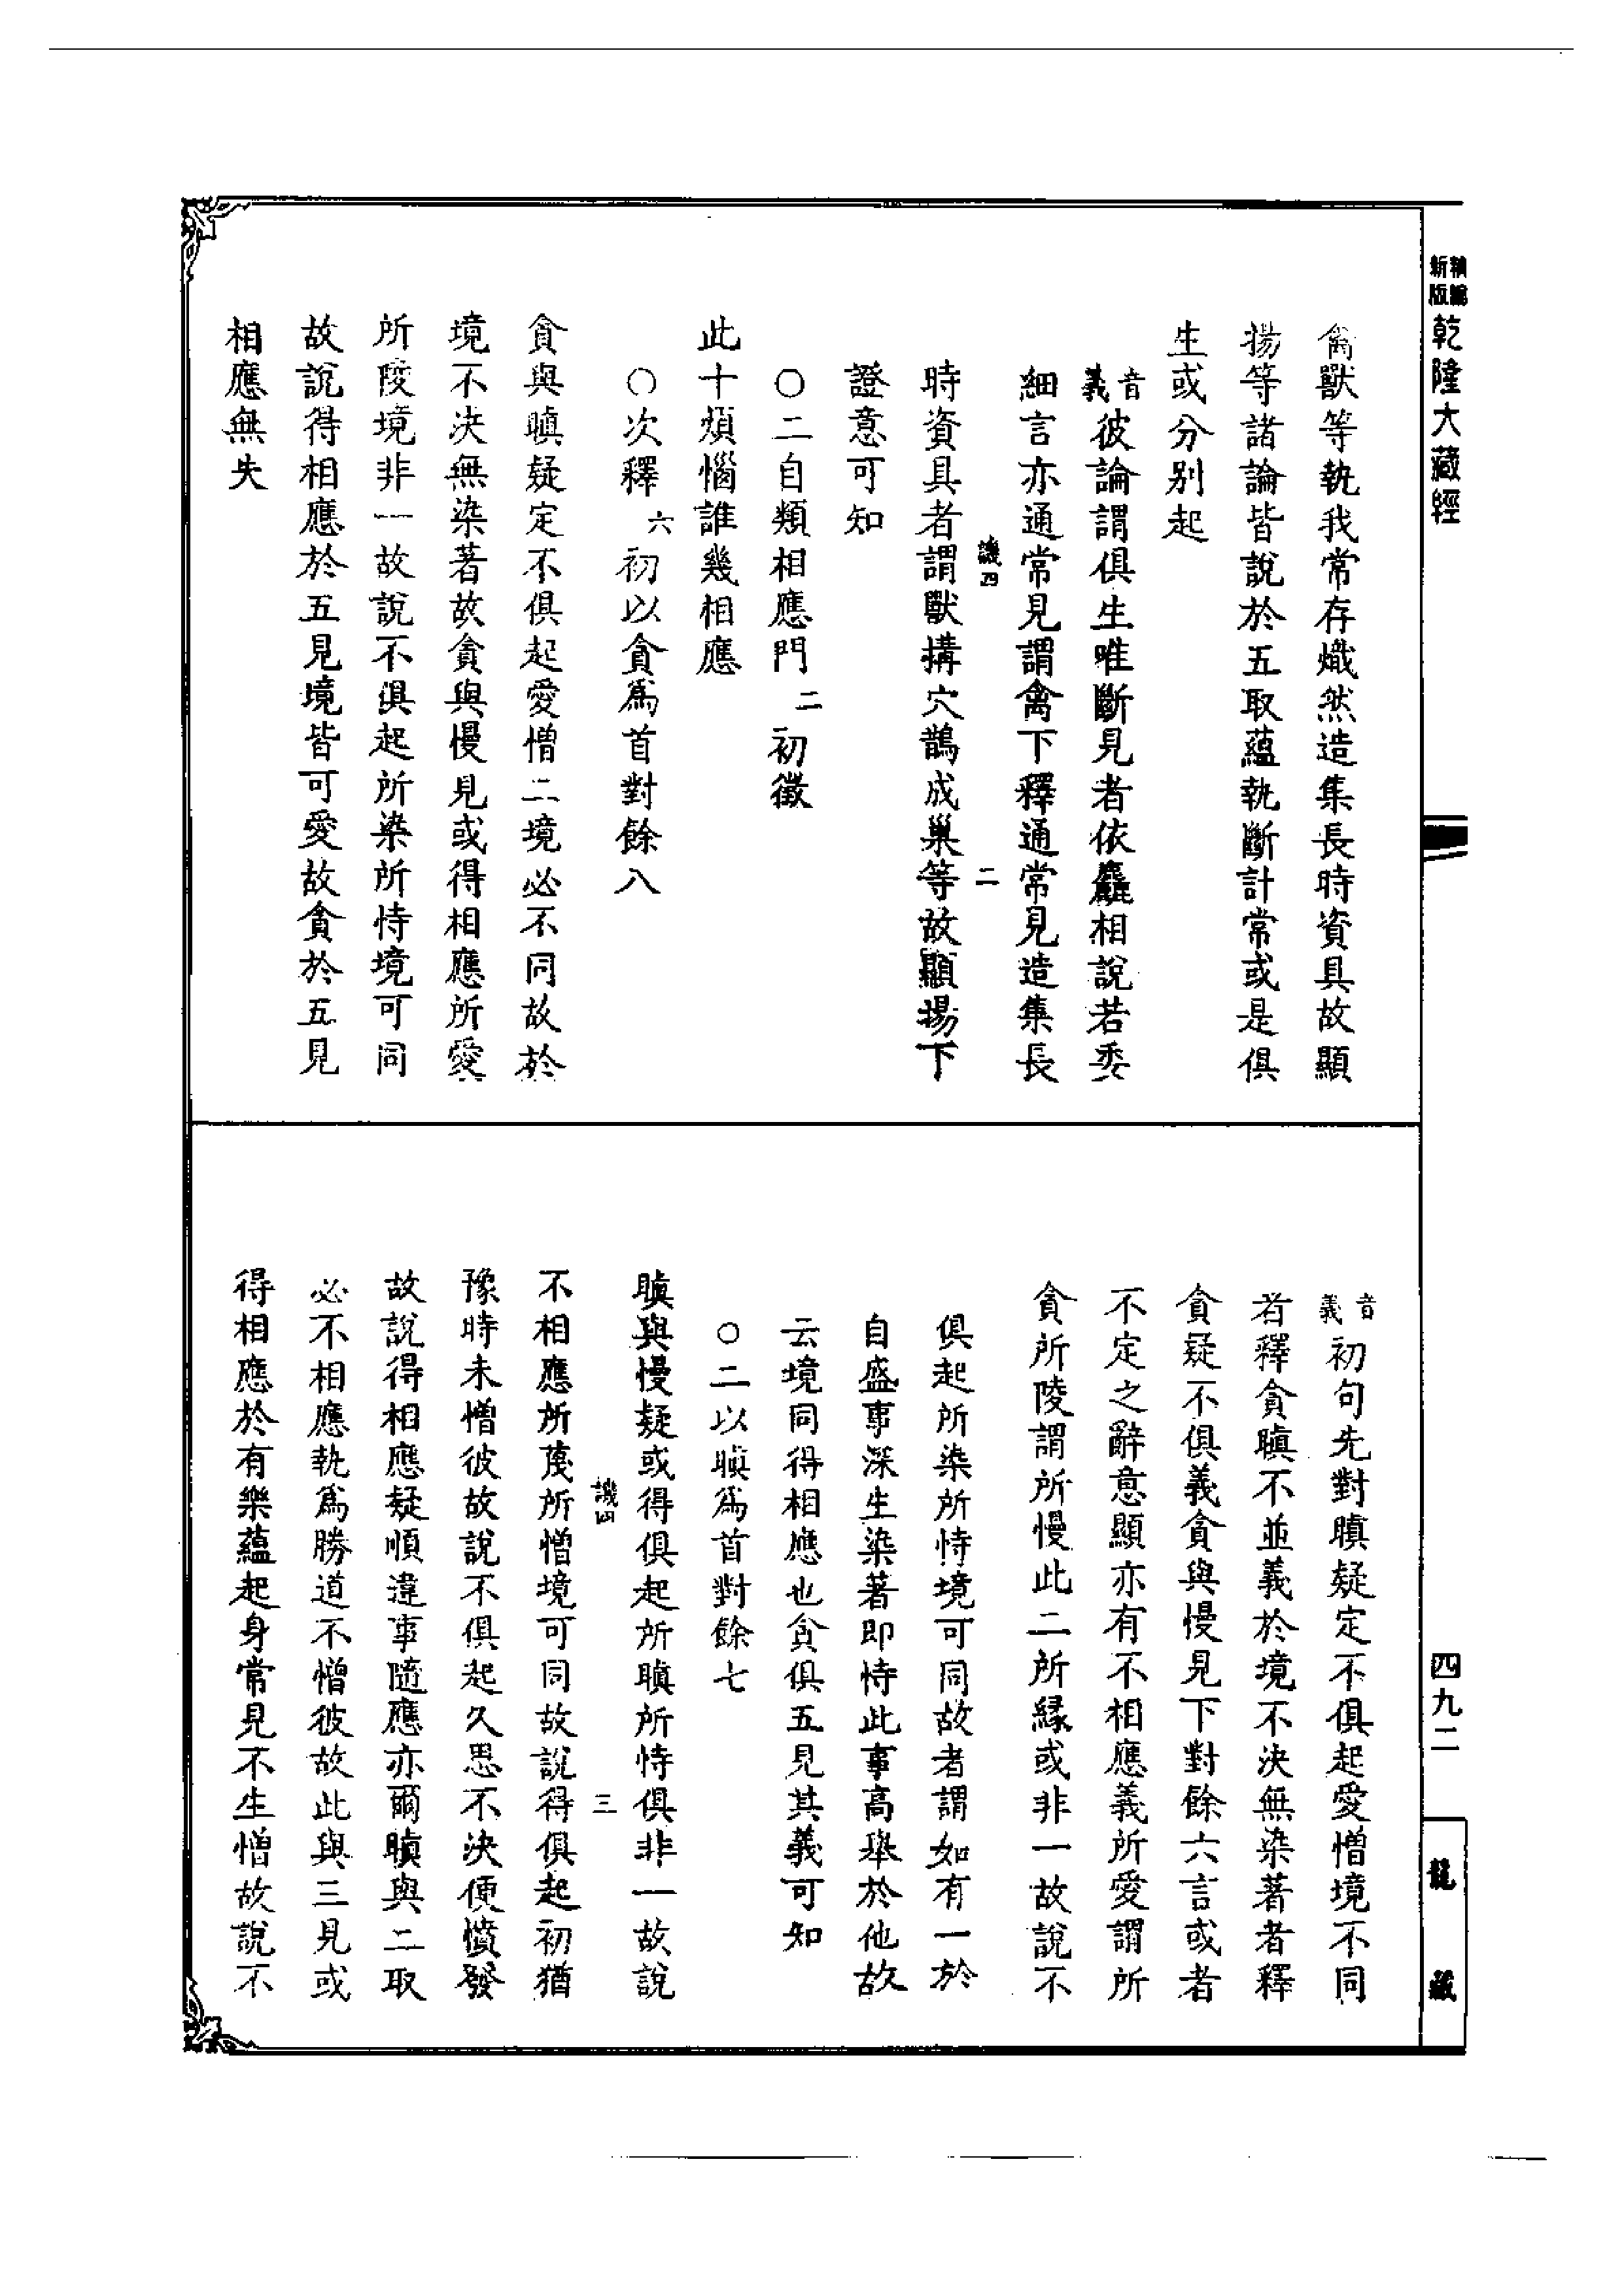 新版
精編
乾隆大藏經
四九二
龍藏
禽獸等執我常存熾然造集長時資具故顯
揚等諸論皆說於五取蘊執斷計常或是俱
生或分別起
音義彼論謂俱生唯斷見者依麤相說若委
細言亦通常見謂禽下釋通常見造集長
譏四 二
時資具者謂獸搆穴鵲成巢等故顯揚下
證意可知
○二自類相應門二初徵
此十煩惱誰幾相應
○次釋六初以貪為首對餘八
貪與瞋疑定不俱起愛憎二境必不同故於
境不決無染著故貪與慢見或得相應所愛
所陵境非一故說不俱起所染所恃境可同
故說得相應於五見境皆可愛故貪於五見
相應無失
音義初句先對瞋疑定不俱起愛憎境不同
者釋貪瞋不並義於境不決無染著者釋
貪疑不俱義貪與慢見下對餘六言或者
不定之辭意顯亦有不相應義所愛謂所
貪所陵謂所慢此二所緣或非一故說不
俱起所染所恃境可同故者謂如有一於
自盛事深生染著即恃此事高舉於他故
云境同得相應也貪俱五見其義可知
○二以瞋為首對餘七
瞋與慢疑或得俱起所瞋所恃俱非一故說
譏四 三
不相應所蔑所憎境可同故說得俱起初猶
豫時未憎彼故說不俱起久思不決便憤發
故說得相應疑順違事隨應亦爾瞋與二取
必不相應執為勝道不憎彼故此與三見或
得相應於有樂蘊起身常見不生憎故說不